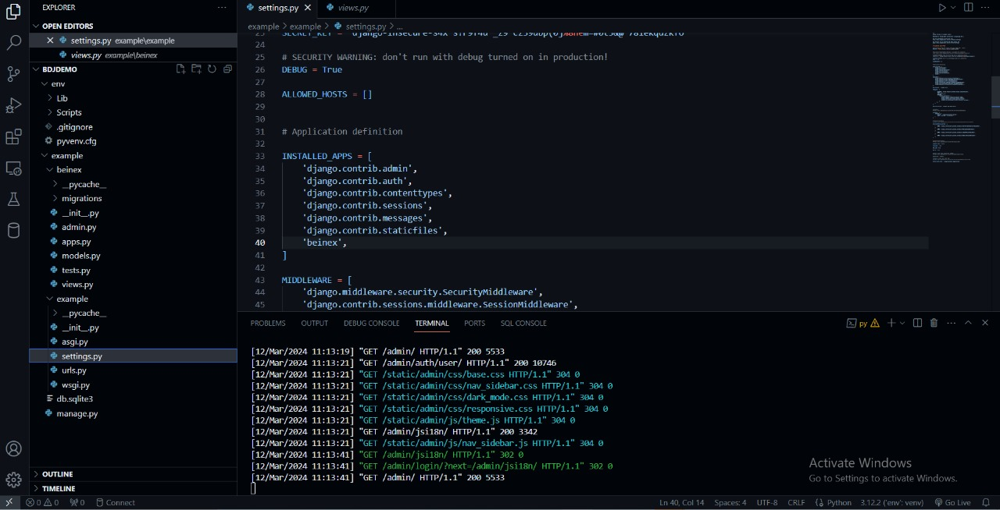 EXPLORER
OPEN EDITORS
settings.py example\example
views.py example\beinex
BDJDEMO
env
Lib
Scripts
.gitignore
pyvenv.cfg
example
beinex
__pycache__
migrations
__init__.py
admin.py
apps.py
models.py
tests.py
views.py
example
__pycache__
__init__.py
asgi.py
settings.py
urls.py
wsgi.py
db.sqlite3
manage.py
OUTLINE
TIMELINE
settings.py
views.py
example > example > settings.py > ...
24
25 # SECURITY WARNING: don't run with debug turned on in production!
26 DEBUG = True
27
28 ALLOWED_HOSTS = []
29
30
31 # Application definition
32
33 INSTALLED_APPS = [
34 'django.contrib.admin',
35 'django.contrib.auth',
36 'django.contrib.contenttypes',
37 'django.contrib.sessions',
38 'django.contrib.messages',
39 'django.contrib.staticfiles',
40 'beinex',
41 ]
42
43 MIDDLEWARE = [
44 'django.middleware.security.SecurityMiddleware',
45 'django.contrib.sessions.middleware.SessionMiddleware',
PROBLEMS OUTPUT DEBUG CONSOLE TERMINAL PORTS SQL CONSOLE
py
[12/Mar/2024 11:13:19] "GET /admin/ HTTP/1.1" 200 5533
[12/Mar/2024 11:13:21] "GET /admin/auth/user/ HTTP/1.1" 200 10746
[12/Mar/2024 11:13:21] "GET /static/admin/css/base.css HTTP/1.1" 304 0
[12/Mar/2024 11:13:21] "GET /static/admin/css/nav_sidebar.css HTTP/1.1" 304 0
[12/Mar/2024 11:13:21] "GET /static/admin/css/dark_mode.css HTTP/1.1" 304 0
[12/Mar/2024 11:13:21] "GET /static/admin/css/responsive.css HTTP/1.1" 304 0
[12/Mar/2024 11:13:21] "GET /static/admin/js/theme.js HTTP/1.1" 304 0
[12/Mar/2024 11:13:21] "GET /admin/jsi18n/ HTTP/1.1" 200 3342
[12/Mar/2024 11:13:21] "GET /static/admin/js/nav_sidebar.js HTTP/1.1" 304 0
[12/Mar/2024 11:13:41] "GET /admin/jsi18n/ HTTP/1.1" 302 0
[12/Mar/2024 11:13:41] "GET /admin/login/?next=/admin/jsi18n/ HTTP/1.1" 302 0
[12/Mar/2024 11:13:41] "GET /admin/ HTTP/1.1" 200 5533
Activate Windows
Go to Settings to activate Windows.
0 0 0 Connect
Ln 40, Col 14 Spaces: 4 UTF-8 CRLF Python 3.12.2 ('env': venv) Go Live